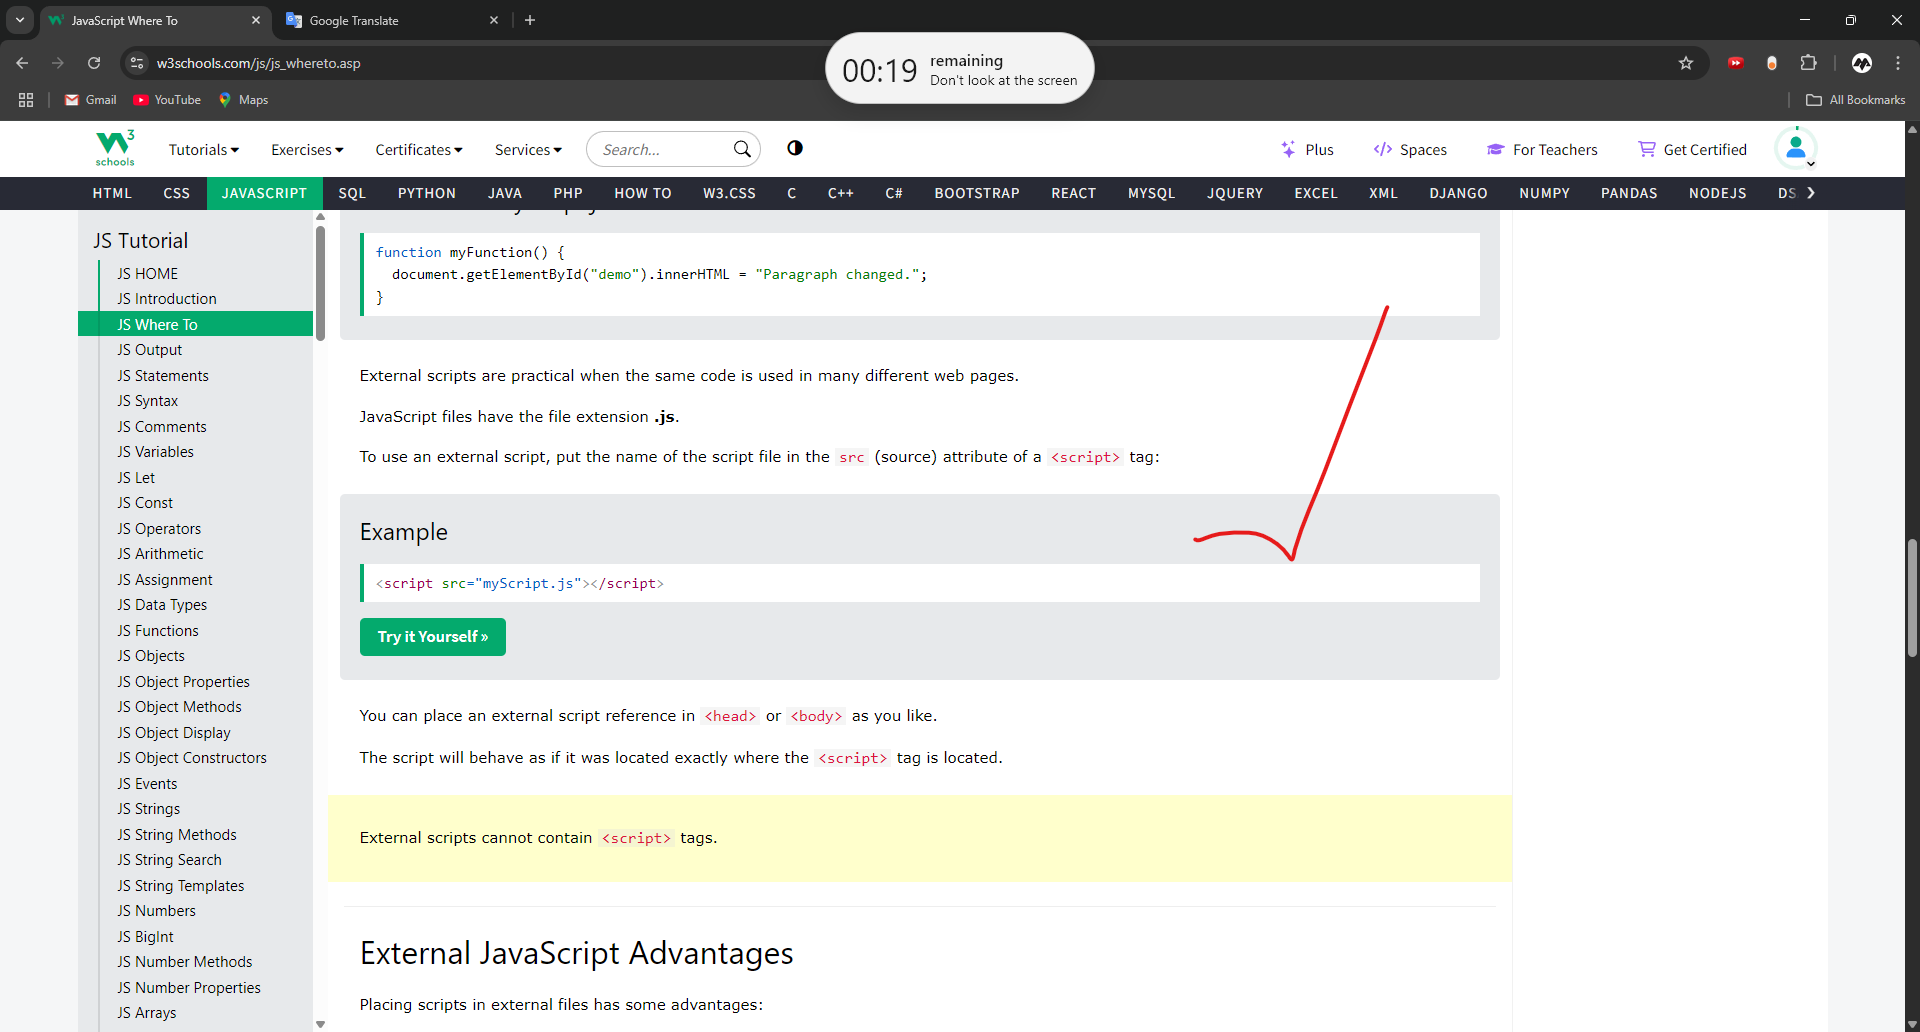 JavaScript Where To
Google Translate
w3schools.com/js/js_whereto.asp
00:19
remaining
Don't look at the screen
Gmail
YouTube
Maps
All Bookmarks
W3
schools
Tutorials
Exercises
Certificates
Services
Search...
Plus
</> Spaces
For Teachers
Get Certified
HTML CSS JAVASCRIPT SQL PYTHON JAVA PHP HOW TO W3.CSS C C++ C# BOOTSTRAP REACT MYSQL JQUERY EXCEL XML DJANGO NUMPY PANDAS NODEJS DS
JS Tutorial
JS HOME
JS Introduction
JS Where To
JS Output
JS Statements
JS Syntax
JS Comments
JS Variables
JS Let
JS Const
JS Operators
JS Arithmetic
JS Assignment
JS Data Types
JS Functions
JS Objects
JS Object Properties
JS Object Methods
JS Object Display
JS Object Constructors
JS Events
JS Strings
JS String Methods
JS String Search
JS String Templates
JS Numbers
JS BigInt
JS Number Methods
JS Number Properties
JS Arrays
function myFunction() {
document.getElementById("demo").innerHTML = "Paragraph changed.";
}
External scripts are practical when the same code is used in many different web pages.
JavaScript files have the file extension .js.
To use an external script, put the name of the script file in the src (source) attribute of a <script> tag:
Example
<script src="myScript.js"></script>
Try it Yourself »
You can place an external script reference in <head> or <body> as you like.
The script will behave as if it was located exactly where the <script> tag is located.
External scripts cannot contain <script> tags.
External JavaScript Advantages
Placing scripts in external files has some advantages: